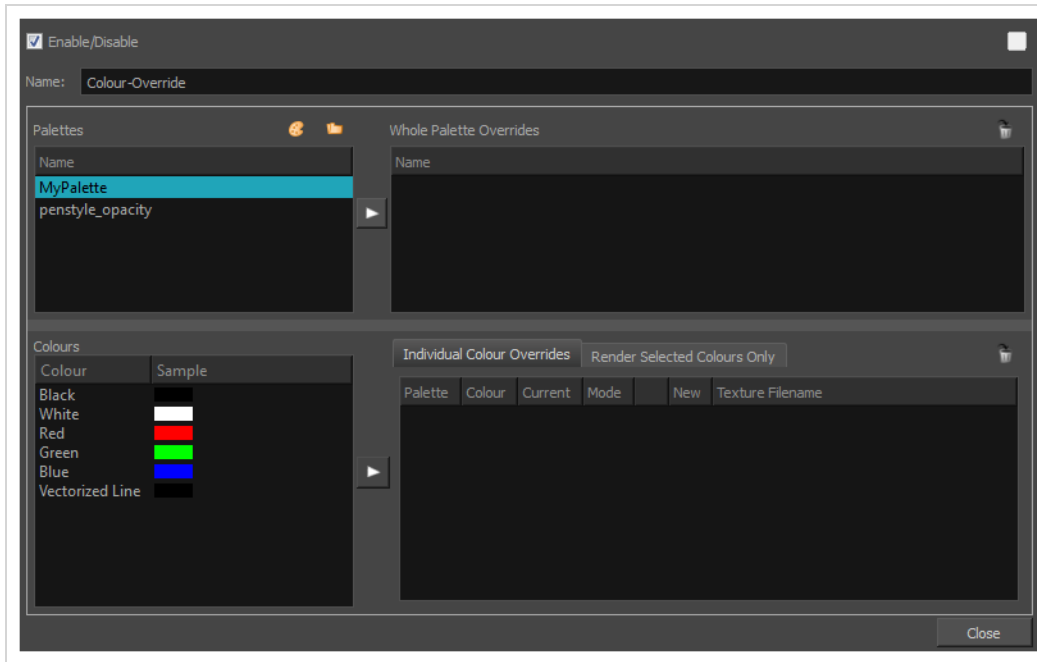 Enable/Disable
Name: Colour-Override
Palettes
Name
MyPalette
penstyle_opacity
Whole Palette Overrides
Name
Colours
Colour Sample
Black
White
Red
Green
Blue
Vectorized Line
Individual Colour Overrides Render Selected Colours Only
Palette Colour Current Mode New Texture Filename
Close